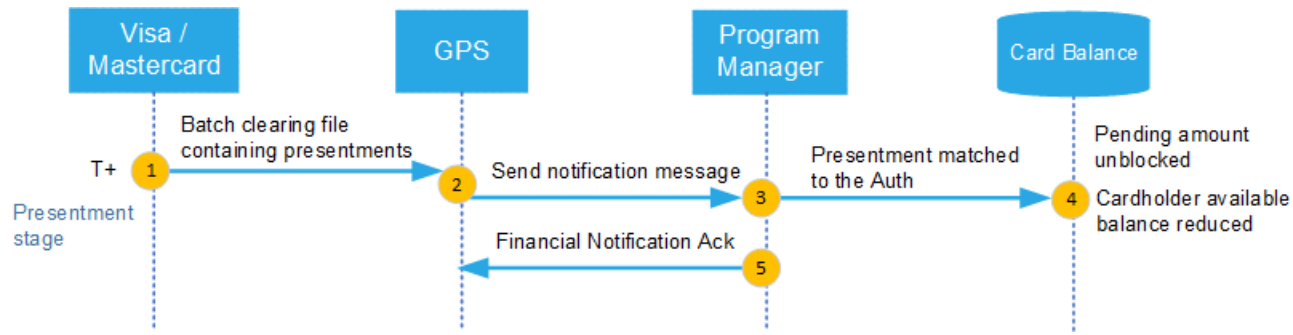 Visa /
Mastercard
GPS
Program
Manager
Card Balance
Batch clearing file
containing presentments
Pending amount
unblocked
T+
1
2
Send notification message
3
Presentment matched
to the Auth
4
Cardholder available
balance reduced
Presentment
stage
Financial Notification Ack
5